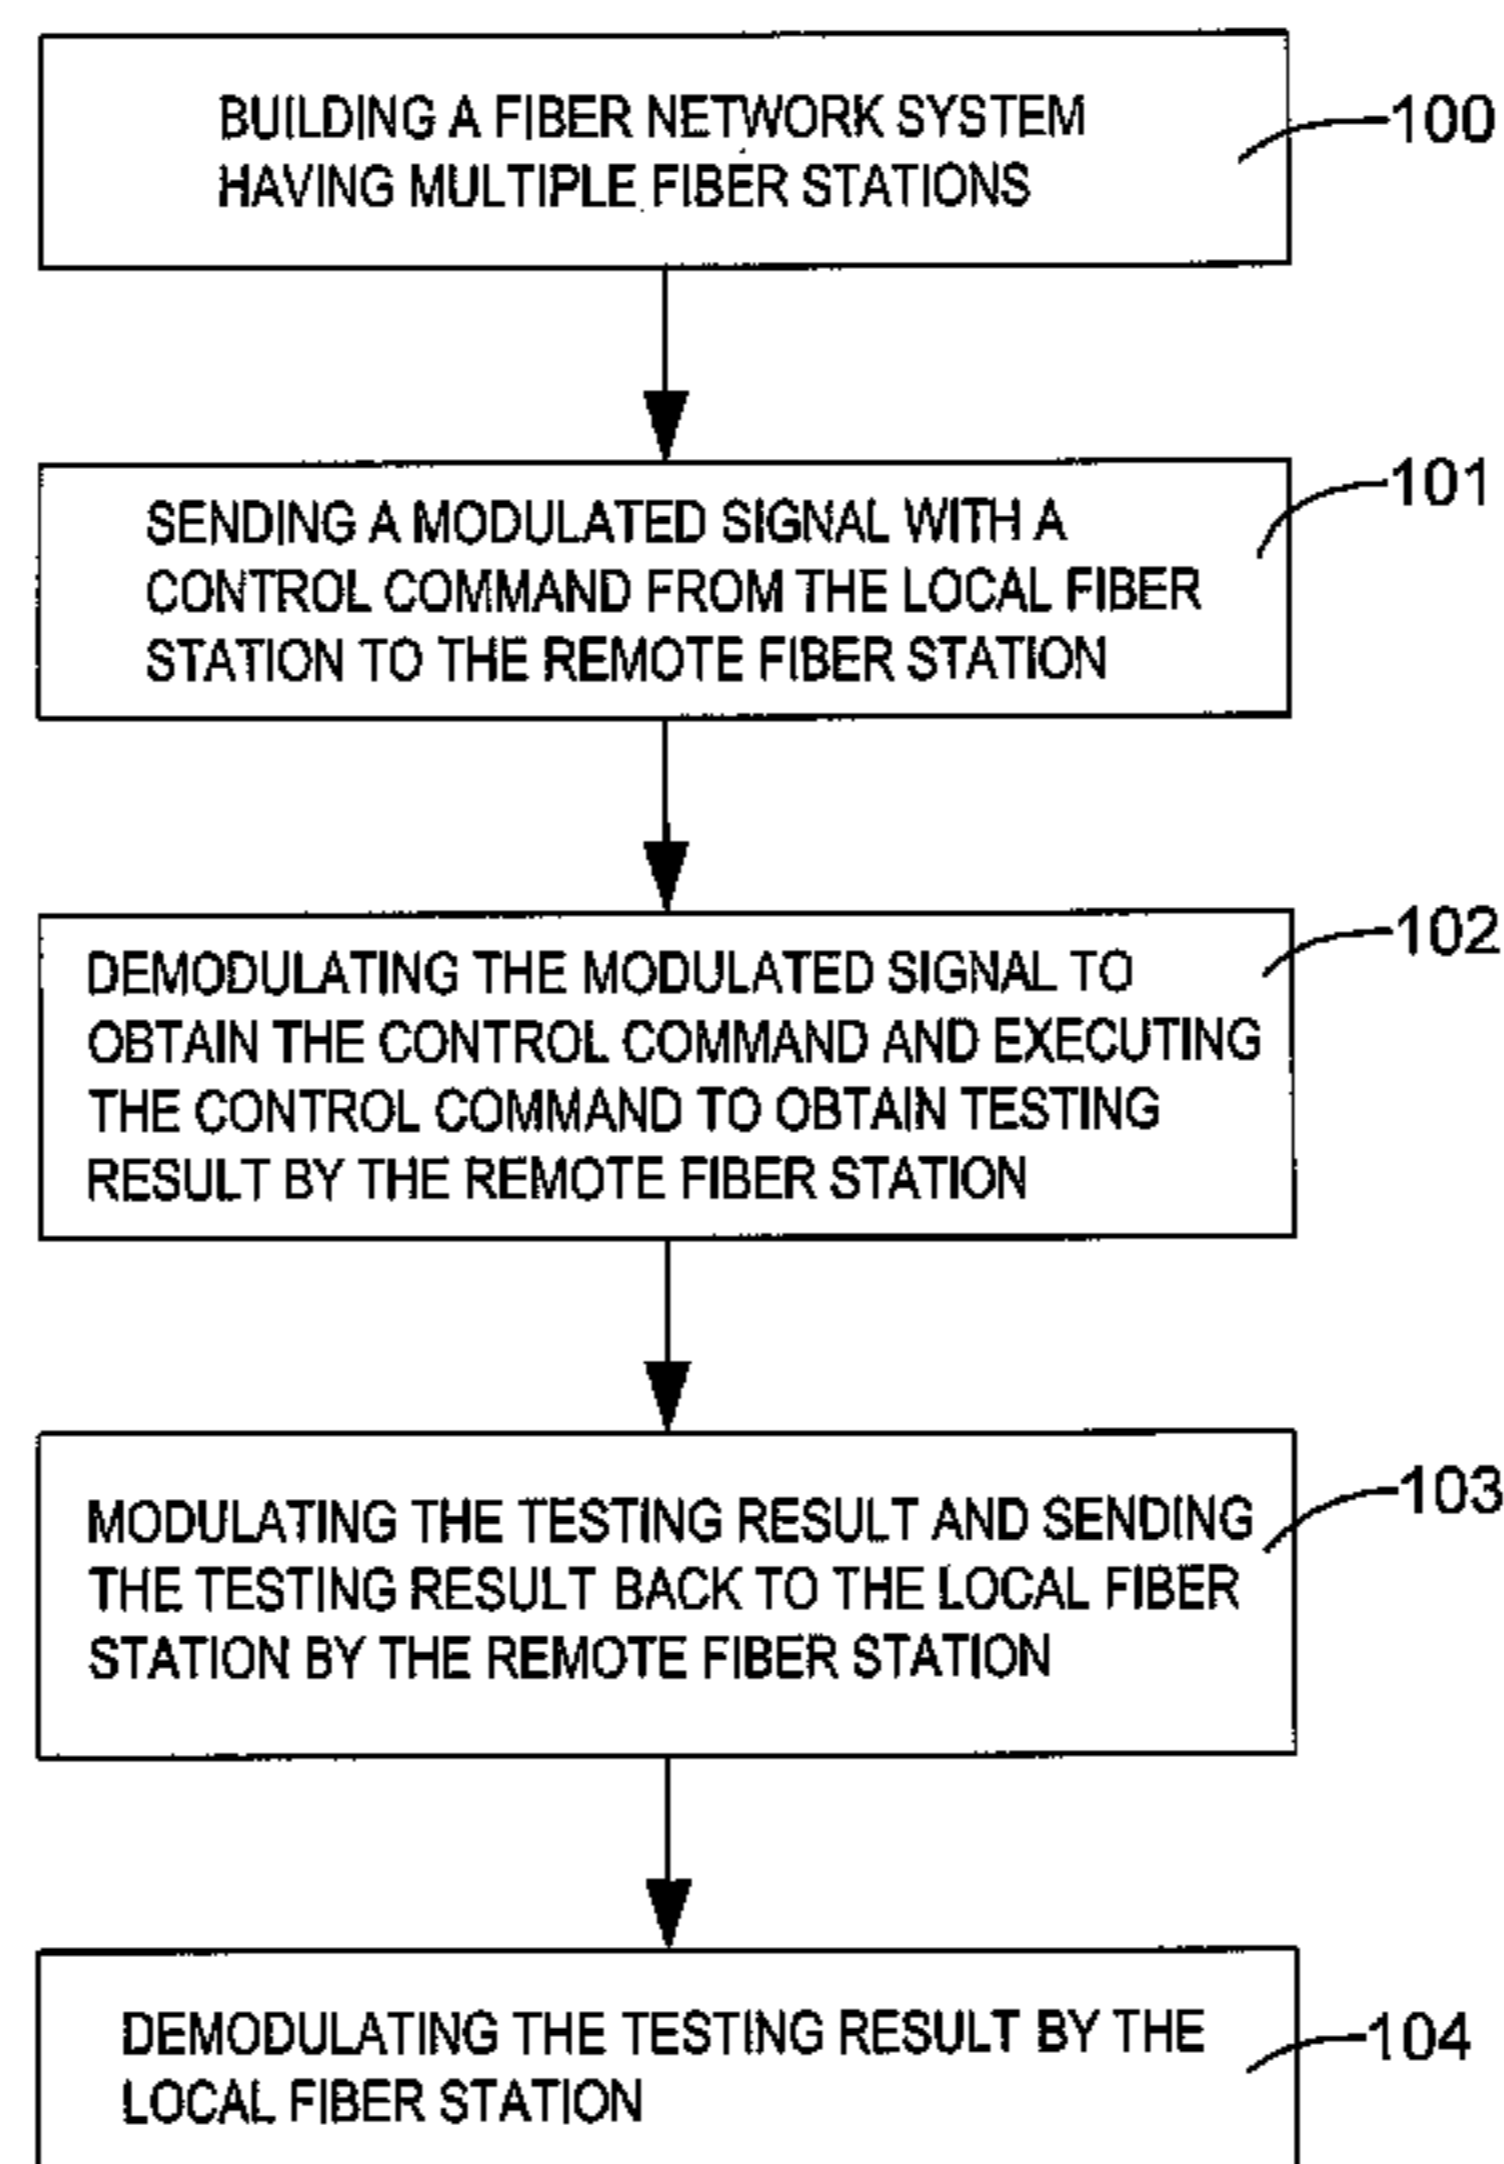 BUILDING A FIBER NETWORK SYSTEM
HAVING MULTIPLE FIBER STATIONS
100
SENDING A MODULATED SIGNAL WITH A
CONTROL COMMAND FROM THE LOCAL FIBER
STATION TO THE REMOTE FIBER STATION
101
DEMODULATING THE MODULATED SIGNAL TO
OBTAIN THE CONTROL COMMAND AND EXECUTING
THE CONTROL COMMAND TO OBTAIN TESTING
RESULT BY THE REMOTE FIBER STATION
102
MODULATING THE TESTING RESULT AND SENDING
THE TESTING RESULT BACK TO THE LOCAL FIBER
STATION BY THE REMOTE FIBER STATION
103
DEMODULATING THE TESTING RESULT BY THE
LOCAL FIBER STATION
104